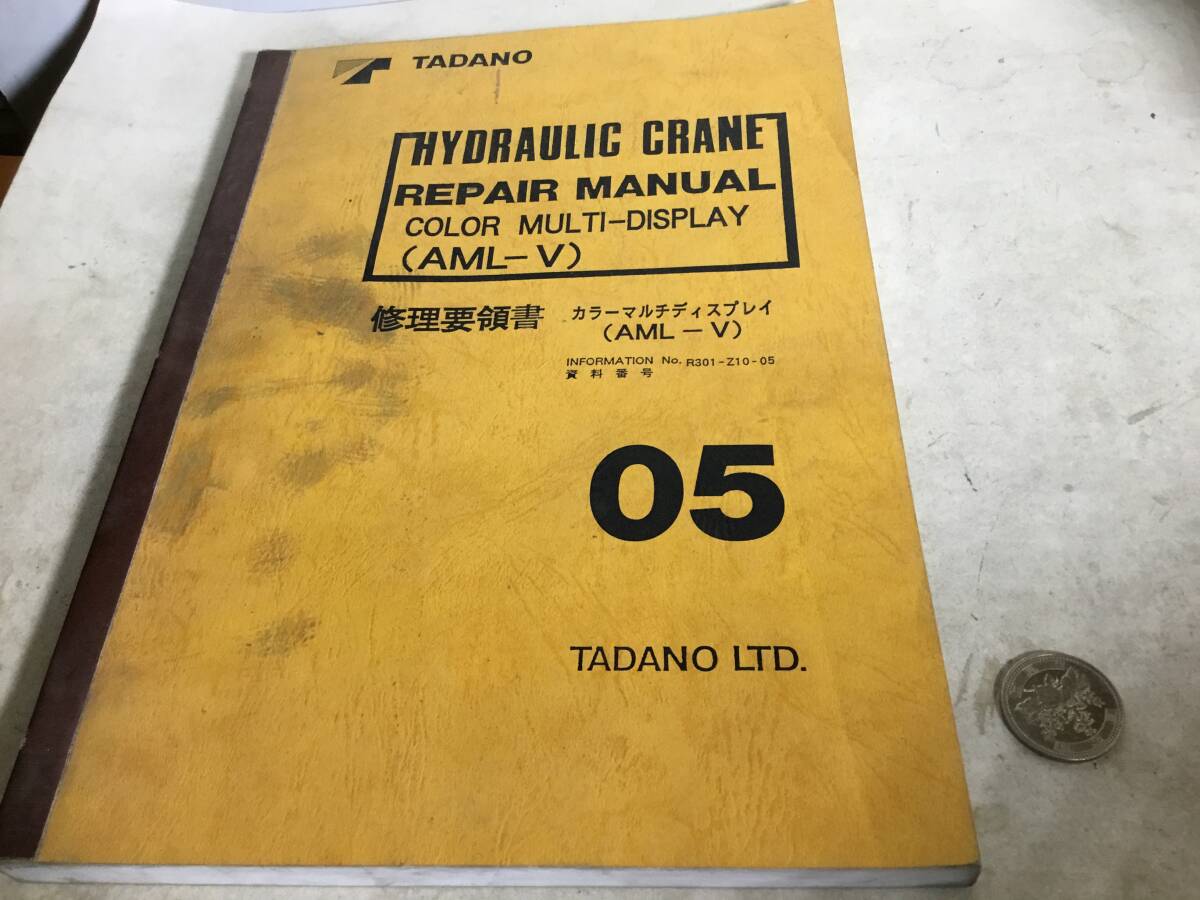 TADANO
HYDRAULIC CRANE
REPAIR MANUAL
COLOR MULTI-DISPLAY
(AML-V)
修理要領書 カラーマルチディスプレイ
(AML-V)
INFORMATION No. R301-Z10-05
資料番号
05
TADANO LTD.